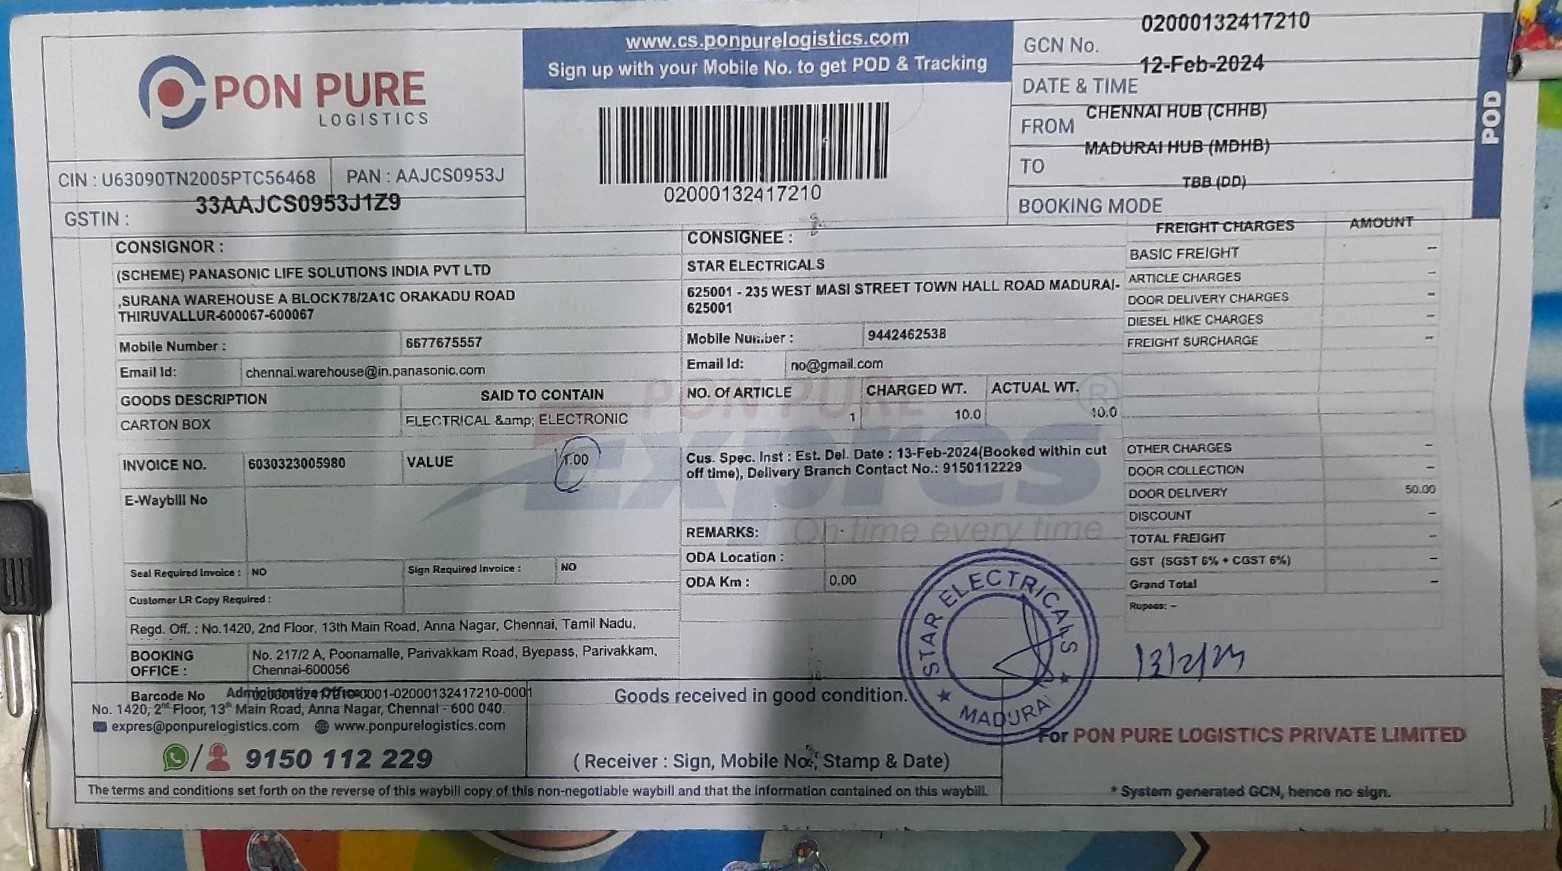 PON PURE
LOGISTICS
CIN : U63090TN2005PTC56468 PAN : AAJCS0953J
GSTIN : 33AAJCS0953J1Z9
www.cs.ponpurelogistics.com
Sign up with your Mobile No. to get POD & Tracking
02000132417210
GCN No. 02000132417210
DATE & TIME 12-Feb-2024
FROM CHENNAI HUB (CHHB)
TO MADURAI HUB (MDHB)
BOOKING MODE TBB (DD)
POD
CONSIGNOR :
(SCHEME) PANASONIC LIFE SOLUTIONS INDIA PVT LTD
,SURANA WAREHOUSE A BLOCK78/2A1C ORAKADU ROAD
THIRUVALLUR-600067-600067
Mobile Number : 6677675557
Email Id: chennai.warehouse@in.panasonic.com
GOODS DESCRIPTION SAID TO CONTAIN
CARTON BOX ELECTRICAL &amp; ELECTRONIC
INVOICE NO. 6030323005980 VALUE 1.00
E-Waybill No
Seal Required Invoice : NO Sign Required Invoice : NO
Customer LR Copy Required :
Regd. Off. : No.1420, 2nd Floor, 13th Main Road, Anna Nagar, Chennai, Tamil Nadu,
BOOKING OFFICE : No. 217/2 A, Poonamalle, Parivakkam Road, Byepass, Parivakkam,
Chennai-600056
CONSIGNEE :
STAR ELECTRICALS
625001 - 235 WEST MASI STREET TOWN HALL ROAD MADURAI-
625001
Mobile Number : 9442462538
Email Id: no@gmail.com
NO. Of ARTICLE CHARGED WT. ACTUAL WT.
1 10.0 10.0
PON PURE
Expres ®
On time every time
Cus. Spec. Inst : Est. Del. Date : 13-Feb-2024(Booked within cut
off time), Delivery Branch Contact No.: 9150112229
REMARKS: -
ODA Location :
ODA Km : 0.00
FREIGHT CHARGES AMOUNT
BASIC FREIGHT –
ARTICLE CHARGES –
DOOR DELIVERY CHARGES –
DIESEL HIKE CHARGES –
FREIGHT SURCHARGE –
OTHER CHARGES –
DOOR COLLECTION –
DOOR DELIVERY 50.00
DISCOUNT –
TOTAL FREIGHT –
GST (SGST 6% + CGST 6%) –
Grand Total –
Rupees: –
STAR ELECTRICALS
★ MADURAI ★
13/2/24
Barcode No 02000132417210-0001-02000132417210-0001
Administrative Office :
No. 1420, 2nd Floor, 13th Main Road, Anna Nagar, Chennai - 600 040.
expres@ponpurelogistics.com www.ponpurelogistics.com
/ 9150 112 229
Goods received in good condition.
( Receiver : Sign, Mobile No., Stamp & Date)
For PON PURE LOGISTICS PRIVATE LIMITED
The terms and conditions set forth on the reverse of this waybill copy of this non-negotiable waybill and that the information contained on this waybill.
* System generated GCN, hence no sign.